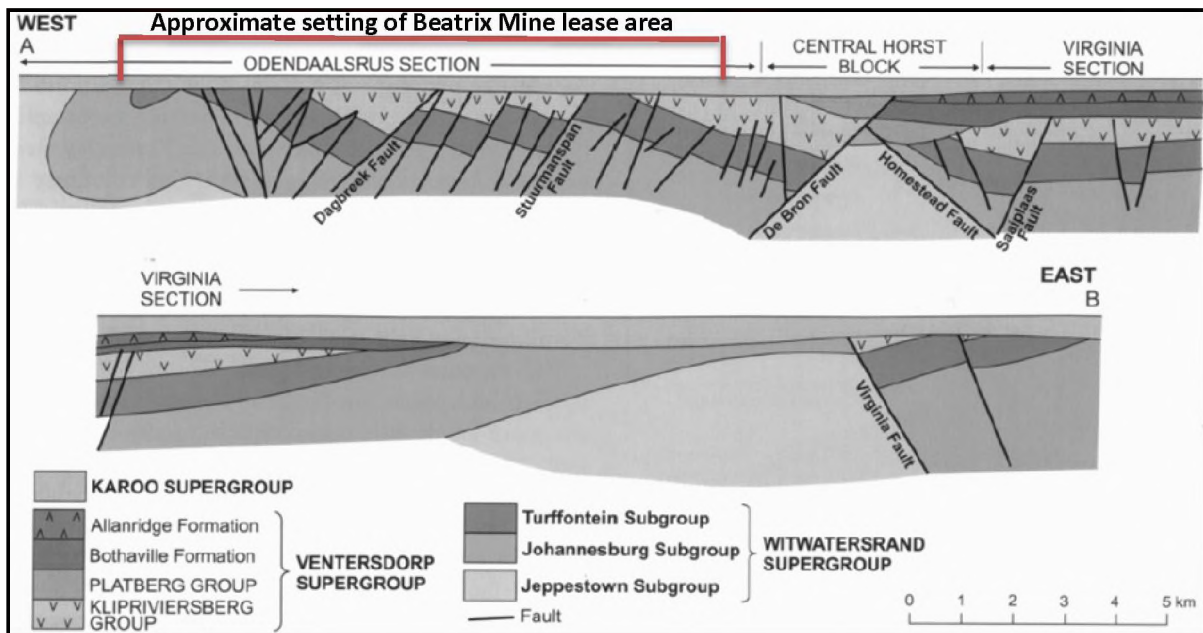 WEST
A
Approximate setting of Beatrix Mine lease area
ODENDAALSRUS SECTION
CENTRAL HORST
BLOCK
VIRGINIA
SECTION
Dagbreek Fault
Stuurmanspan
Fault
De Bron Fault
Homestead Fault
Saaiplaas
Fault
VIRGINIA
SECTION
EAST
B
Virginia Fault
KAROO SUPERGROUP
Allanridge Formation
Bothaville Formation
PLATBERG GROUP
KLIPRIVIERSBERG
GROUP
VENTERSDORP
SUPERGROUP
Turffontein Subgroup
Johannesburg Subgroup
Jeppestown Subgroup
Fault
WITWATERSRAND
SUPERGROUP
0 1 2 3 4 5 km